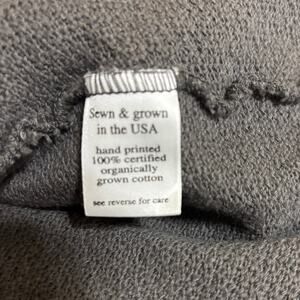 Sewn & grown
in the USA
hand printed
100% certified
organically
grown cotton
see reverse for care